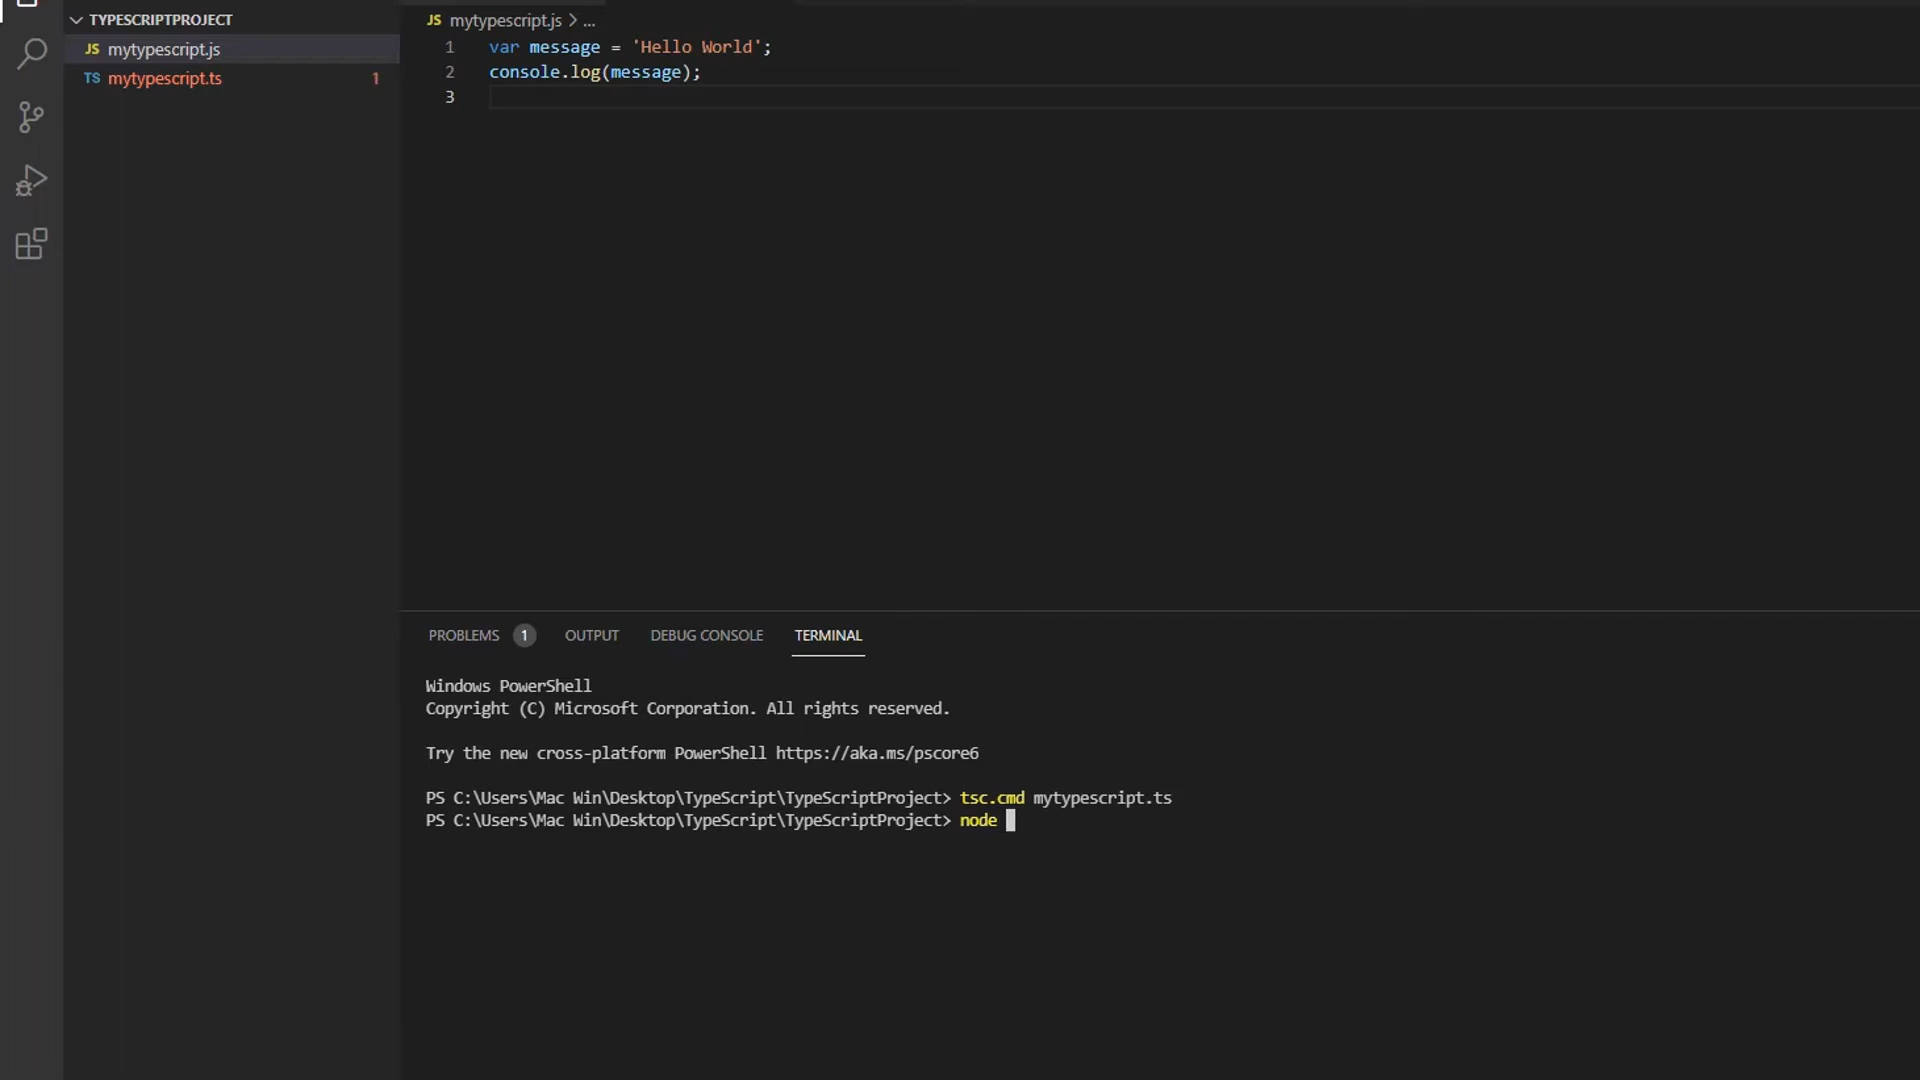 TYPESCRIPTPROJECT
JS mytypescript.js
TS mytypescript.ts 1
JS mytypescript.js > ...
1 var message = 'Hello World';
2 console.log(message);
3
PROBLEMS 1 OUTPUT DEBUG CONSOLE TERMINAL
Windows PowerShell
Copyright (C) Microsoft Corporation. All rights reserved.
Try the new cross-platform PowerShell https://aka.ms/pscore6
PS C:\Users\Mac Win\Desktop\TypeScript\TypeScriptProject> tsc.cmd mytypescript.ts
PS C:\Users\Mac Win\Desktop\TypeScript\TypeScriptProject> node